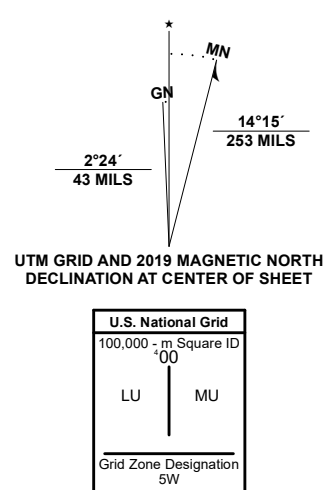 ★
MN
GN
14°15´
253 MILS
2°24´
43 MILS
UTM GRID AND 2019 MAGNETIC NORTH
DECLINATION AT CENTER OF SHEET
U.S. National Grid
100,000 - m Square ID
⁴00
LU MU
Grid Zone Designation
5W